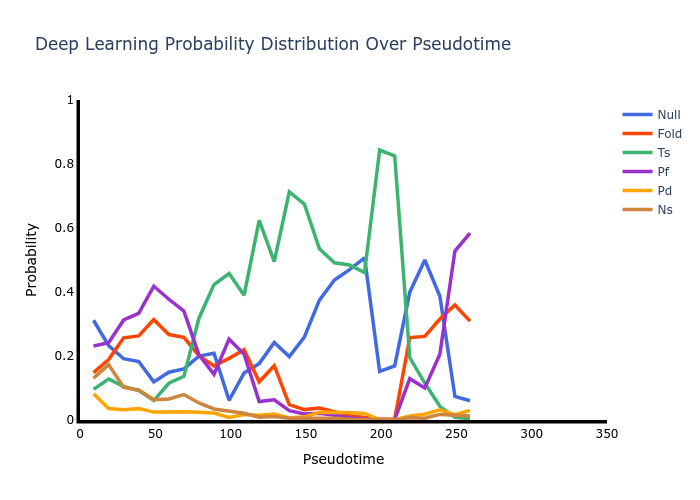 Deep Learning Probability Distribution Over Pseudotime
1
0.8
0.6
0.4
0.2
0
Probability
0 50 100 150 200 250 300 350
Pseudotime
Null
Fold
Ts
Pf
Pd
Ns